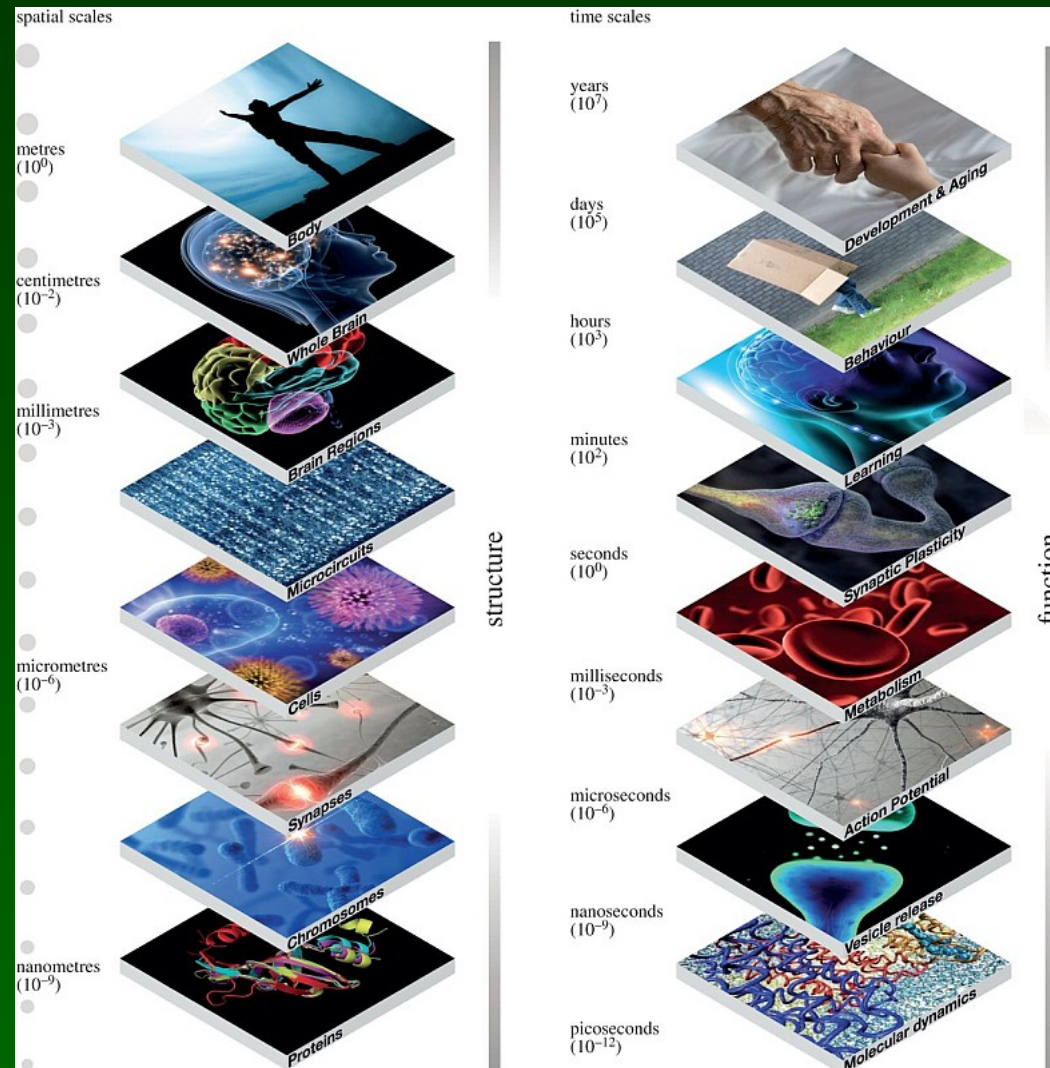 spatial scales
metres
(10⁰)
centimetres
(10⁻²)
millimetres
(10⁻³)
micrometres
(10⁻⁶)
nanometres
(10⁻⁹)
Body
Whole Brain
Brain Regions
Microcircuits
Cells
Synapses
Chromosomes
Proteins
structure
time scales
years
(10⁷)
days
(10⁵)
hours
(10³)
minutes
(10²)
seconds
(10⁰)
milliseconds
(10⁻³)
microseconds
(10⁻⁶)
nanoseconds
(10⁻⁹)
picoseconds
(10⁻¹²)
Development & Aging
Behaviour
Learning
Synaptic Plasticity
Metabolism
Action Potential
Vesicle release
Molecular dynamics
function